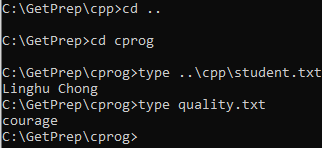 C:\GetPrep\cpp>cd ..
C:\GetPrep>cd cprog
C:\GetPrep\cprog>type ..\cpp\student.txt
Linghu Chong
C:\GetPrep\cprog>type quality.txt
courage
C:\GetPrep\cprog>